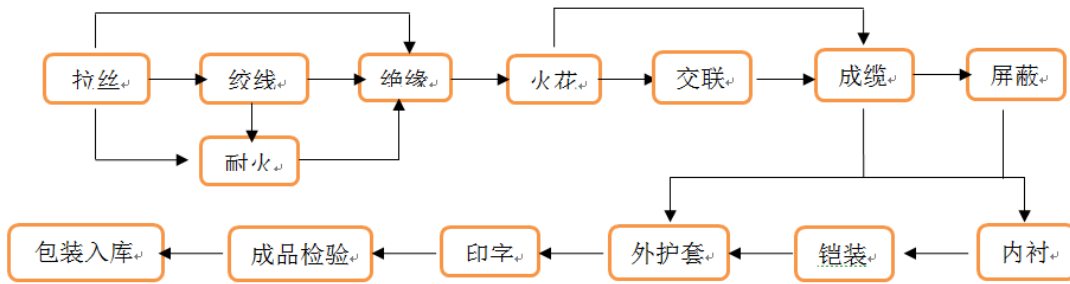 拉丝
绞线
绝缘
火花
交联
成缆
屏蔽
耐火
包装入库
成品检验
印字
外护套
铠装
内衬